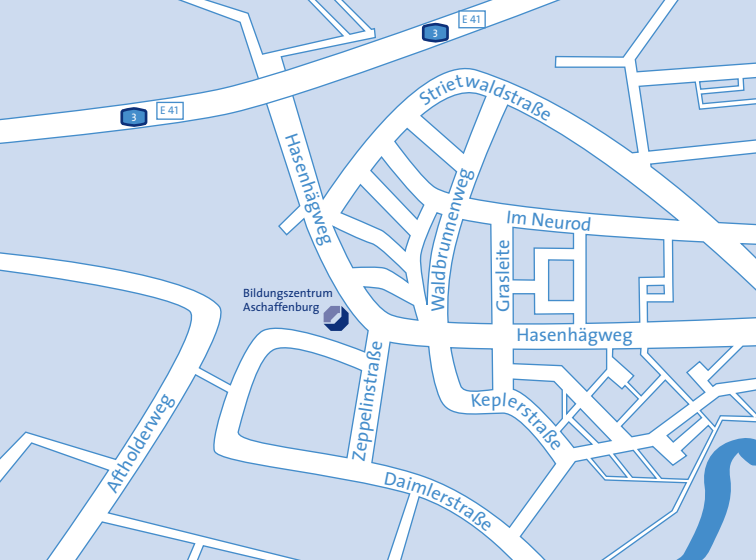 E 41
3
E 41
3
Strietwaldstraße
Hasenhägweg
Waldbrunnenweg
Im Neurod
Grasleite
Bildungszentrum
Aschaffenburg
Hasenhägweg
Zeppelinstraße
Keplerstraße
Aftholderweg
Daimlerstraße